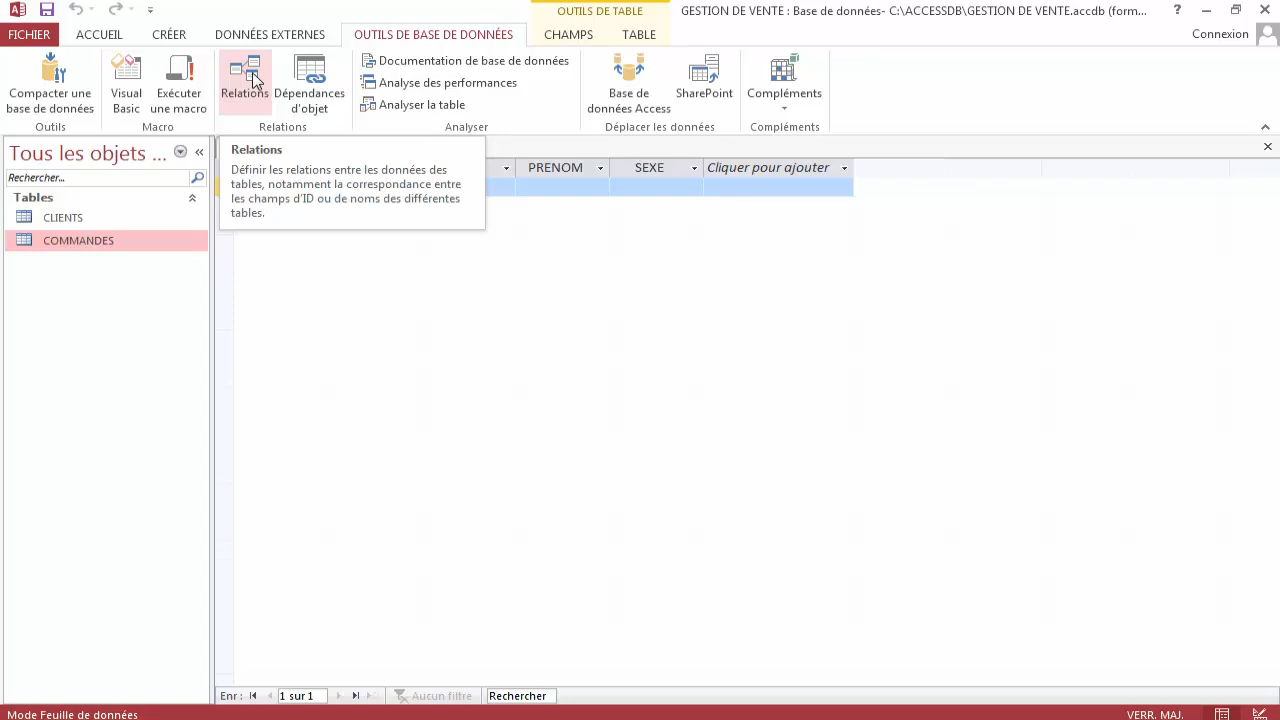 OUTILS DE TABLE
GESTION DE VENTE : Base de données- C:\ACCESSDB\GESTION DE VENTE.accdb (form...
?
FICHIER ACCUEIL CRÉER DONNÉES EXTERNES OUTILS DE BASE DE DONNÉES CHAMPS TABLE Connexion
Compacter une
base de données
Visual
Basic
Exécuter
une macro
Relations
Dépendances
d'objet
Documentation de base de données
Analyse des performances
Analyser la table
Base de
données Access
SharePoint
Compléments
Outils Macro Relations Analyser Déplacer les données Compléments
Tous les objets ...
Rechercher...
Tables
CLIENTS
COMMANDES
Relations
Définir les relations entre les données des
tables, notamment la correspondance entre
les champs d'ID ou de noms des différentes
tables.
PRENOM SEXE Cliquer pour ajouter
Enr : 1 sur 1 Aucun filtre Rechercher
Mode Feuille de données VERR. MAJ.